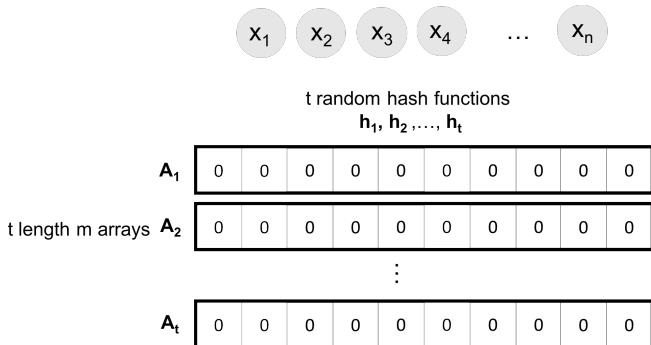 x₁ x₂ x₃ x₄ … xₙ
t random hash functions
h₁, h₂ ,…, hₜ
A₁ 0 0 0 0 0 0 0 0 0 0
t length m arrays A₂ 0 0 0 0 0 0 0 0 0 0
⋮
Aₜ 0 0 0 0 0 0 0 0 0 0